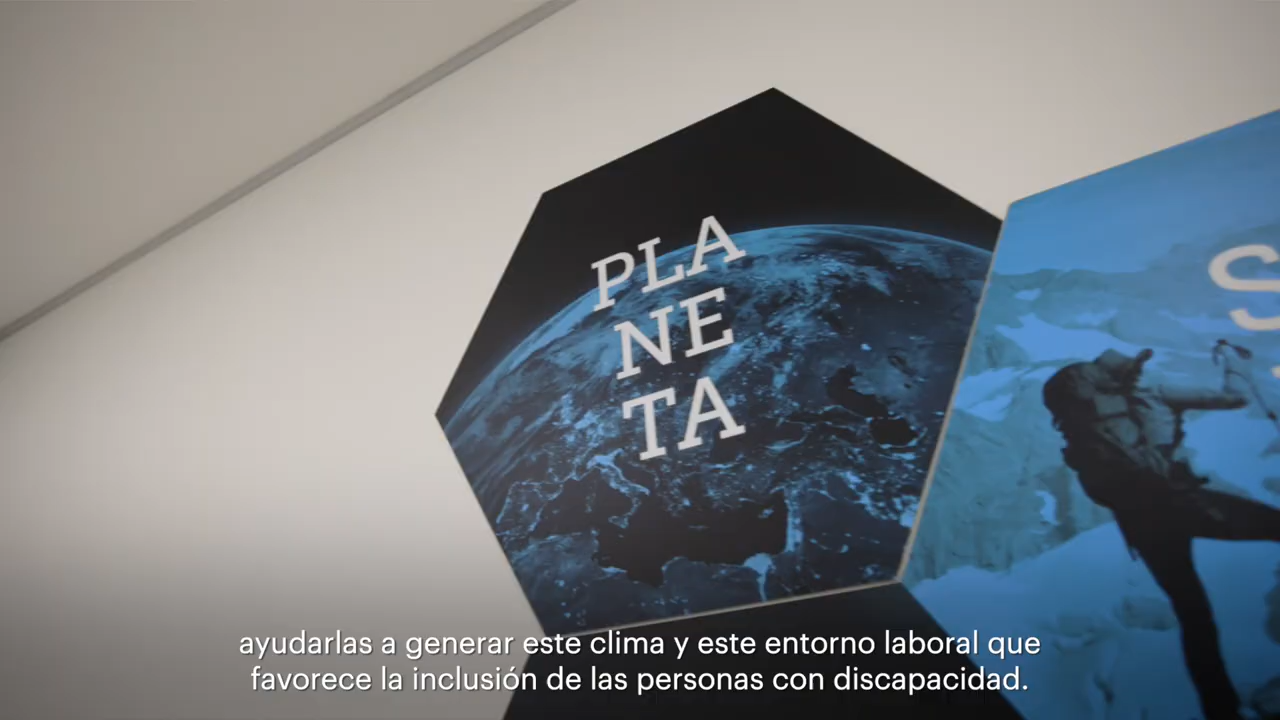 PLA
NE
TA
S
ayudarlas a generar este clima y este entorno laboral que
favorece la inclusión de las personas con discapacidad.